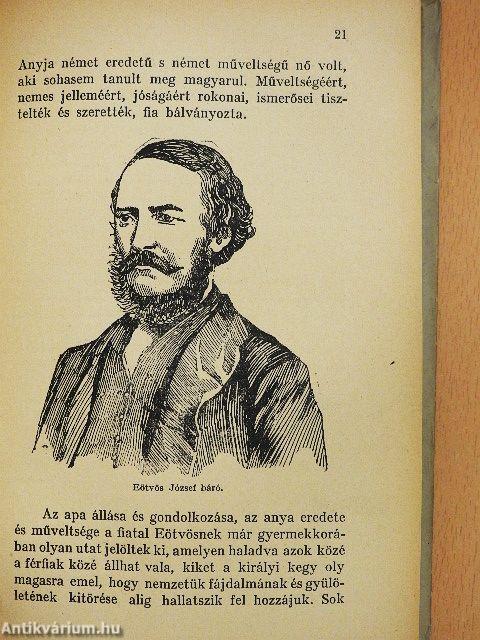 21
Anyja német eredetű s német műveltségű nő volt,
aki sohasem tanult meg magyarul. Műveltségéért,
nemes jelleméért, jóságáért rokonai, ismerősei tisz-
telték és szerették, fia bálványozta.
Eötvös József báró.
Az apa állása és gondolkozása, az anya eredete
és műveltsége a fiatal Eötvösnek már gyermekkorá-
ban olyan utat jelöltek ki, amelyen haladva azok közé
a férfiak közé állhat vala, kiket a királyi kegy oly
magasra emel, hogy nemzetük fájdalmának és gyülö-
letének kitörése alig hallatszik fel hozzájuk. Sok
Antikvárium.hu